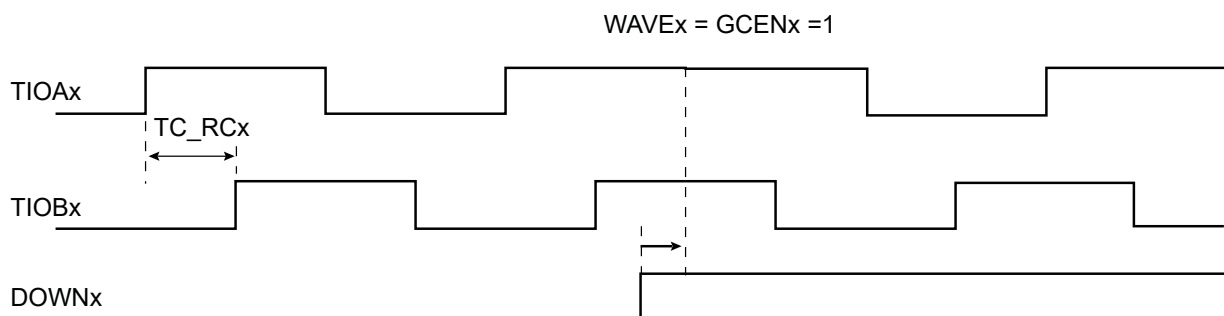 WAVEx = GCENx =1
TIOAx
TC_RCx
TIOBx
DOWNx